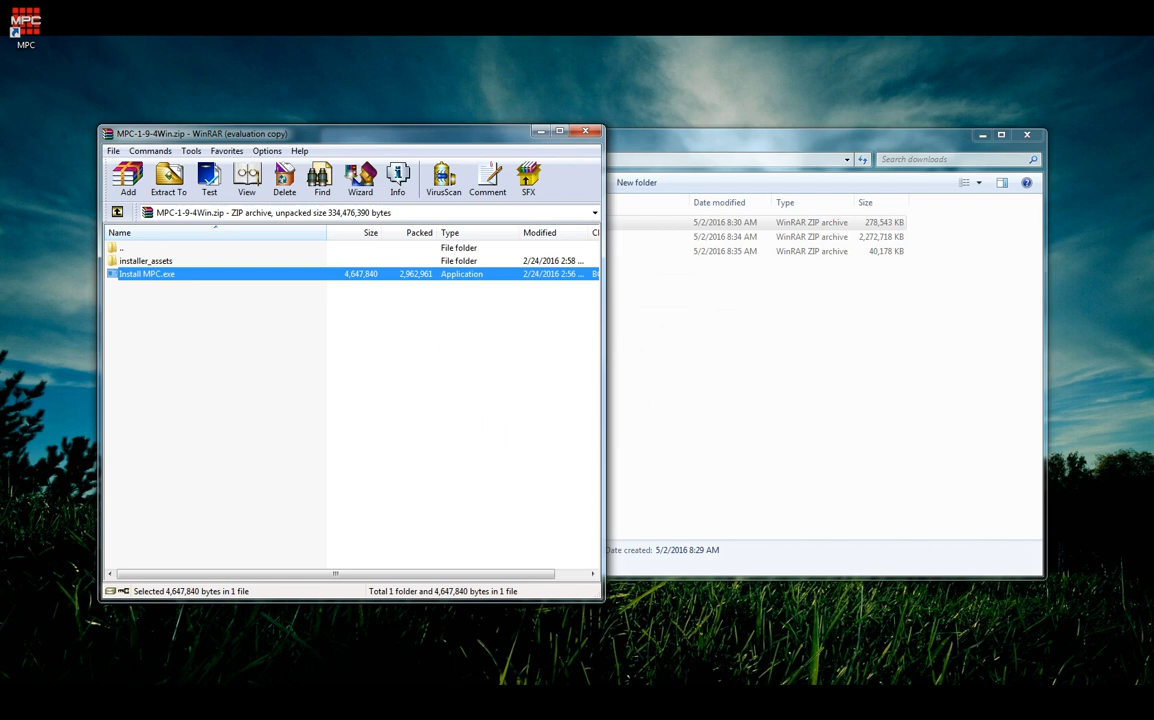 MPC
MPC
MPC-1-9-4Win.zip - WinRAR (evaluation copy)
File Commands Tools Favorites Options Help
Add Extract To Test View Delete Find Wizard Info VirusScan Comment SFX
MPC-1-9-4Win.zip - ZIP archive, unpacked size 334,476,390 bytes
Name Size Packed Type Modified
.. File folder
installer_assets File folder 2/24/2016 2:58 ...
Install MPC.exe 4,647,840 2,962,961 Application 2/24/2016 2:56 ...
Selected 4,647,840 bytes in 1 file Total 1 folder and 4,647,840 bytes in 1 file
Search downloads
New folder
Date modified Type Size
5/2/2016 8:30 AM WinRAR ZIP archive 278,543 KB
5/2/2016 8:34 AM WinRAR ZIP archive 2,272,718 KB
5/2/2016 8:35 AM WinRAR ZIP archive 40,178 KB
Date created: 5/2/2016 8:29 AM